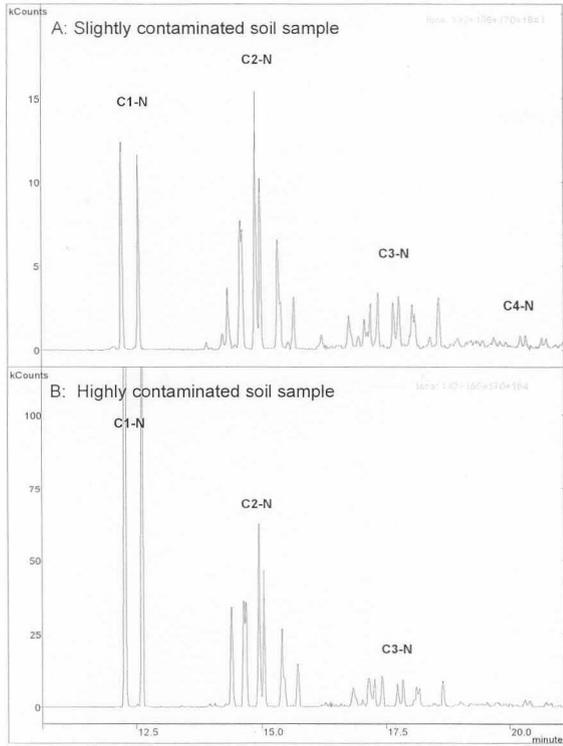 kCounts
A: Slightly contaminated soil sample
C2-N
C1-N
15
10
C3-N
5
C4-N
0
kCounts
B: Highly contaminated soil sample
100
C1-N
75
C2-N
50
25
C3-N
0
12.5 15.0 17.5 20.0
minute